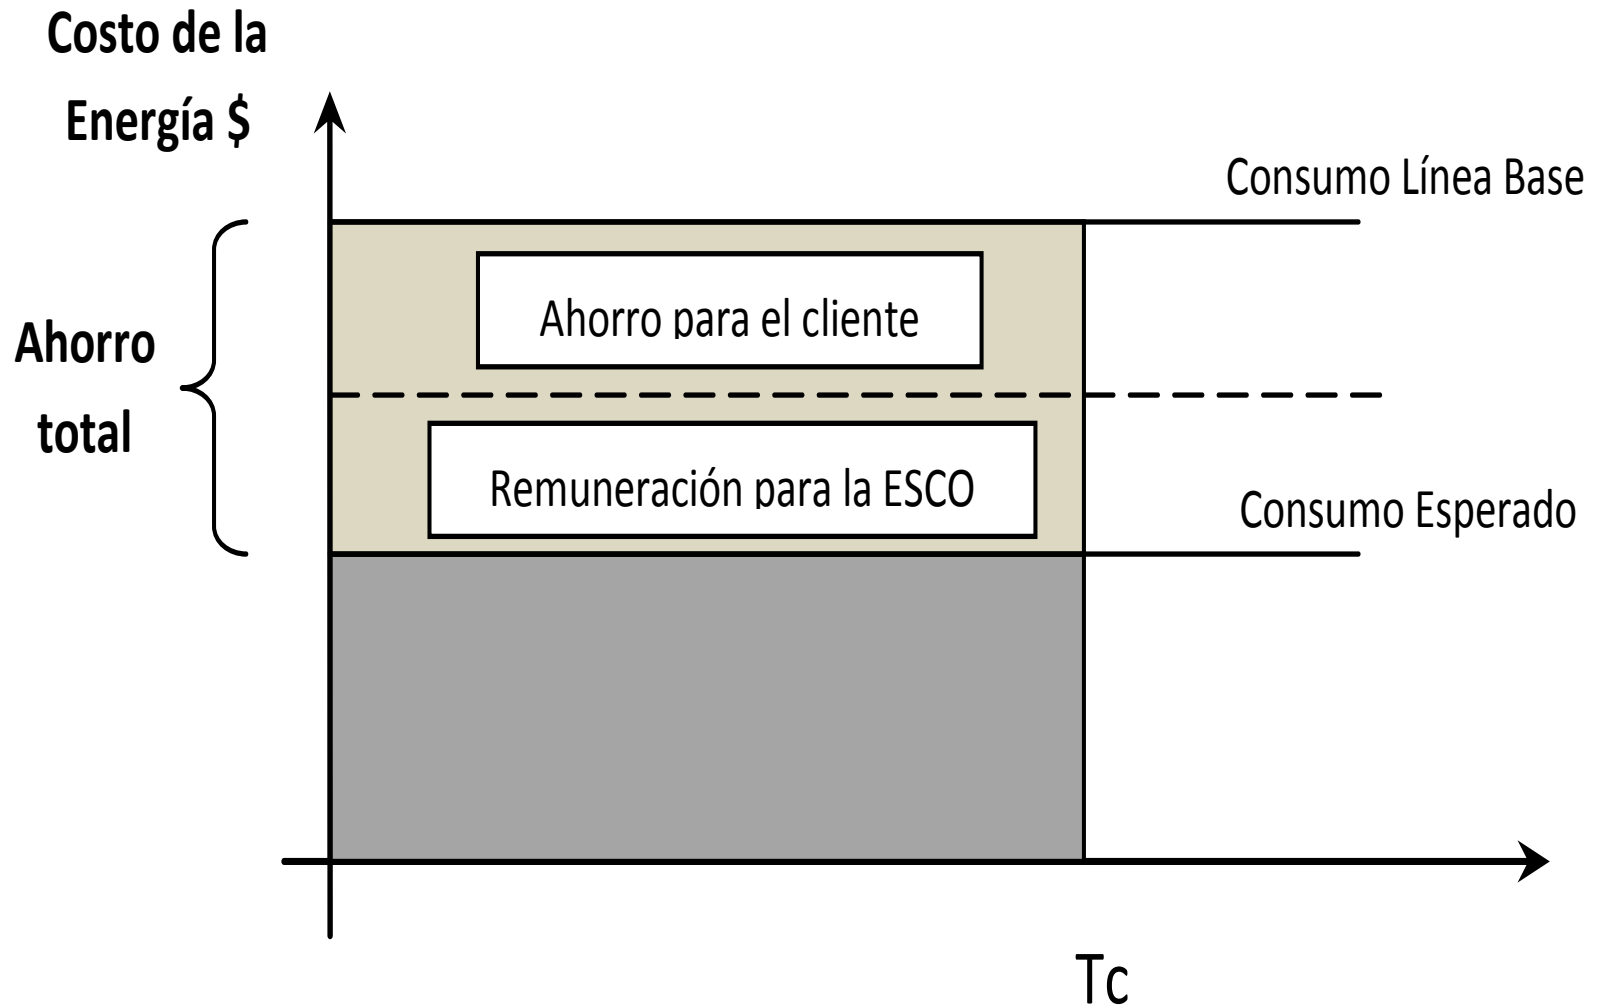 Costo de la
Energía $
Consumo Línea Base
Ahorro para el cliente
Ahorro
total
Remuneración para la ESCO
Consumo Esperado
Tc